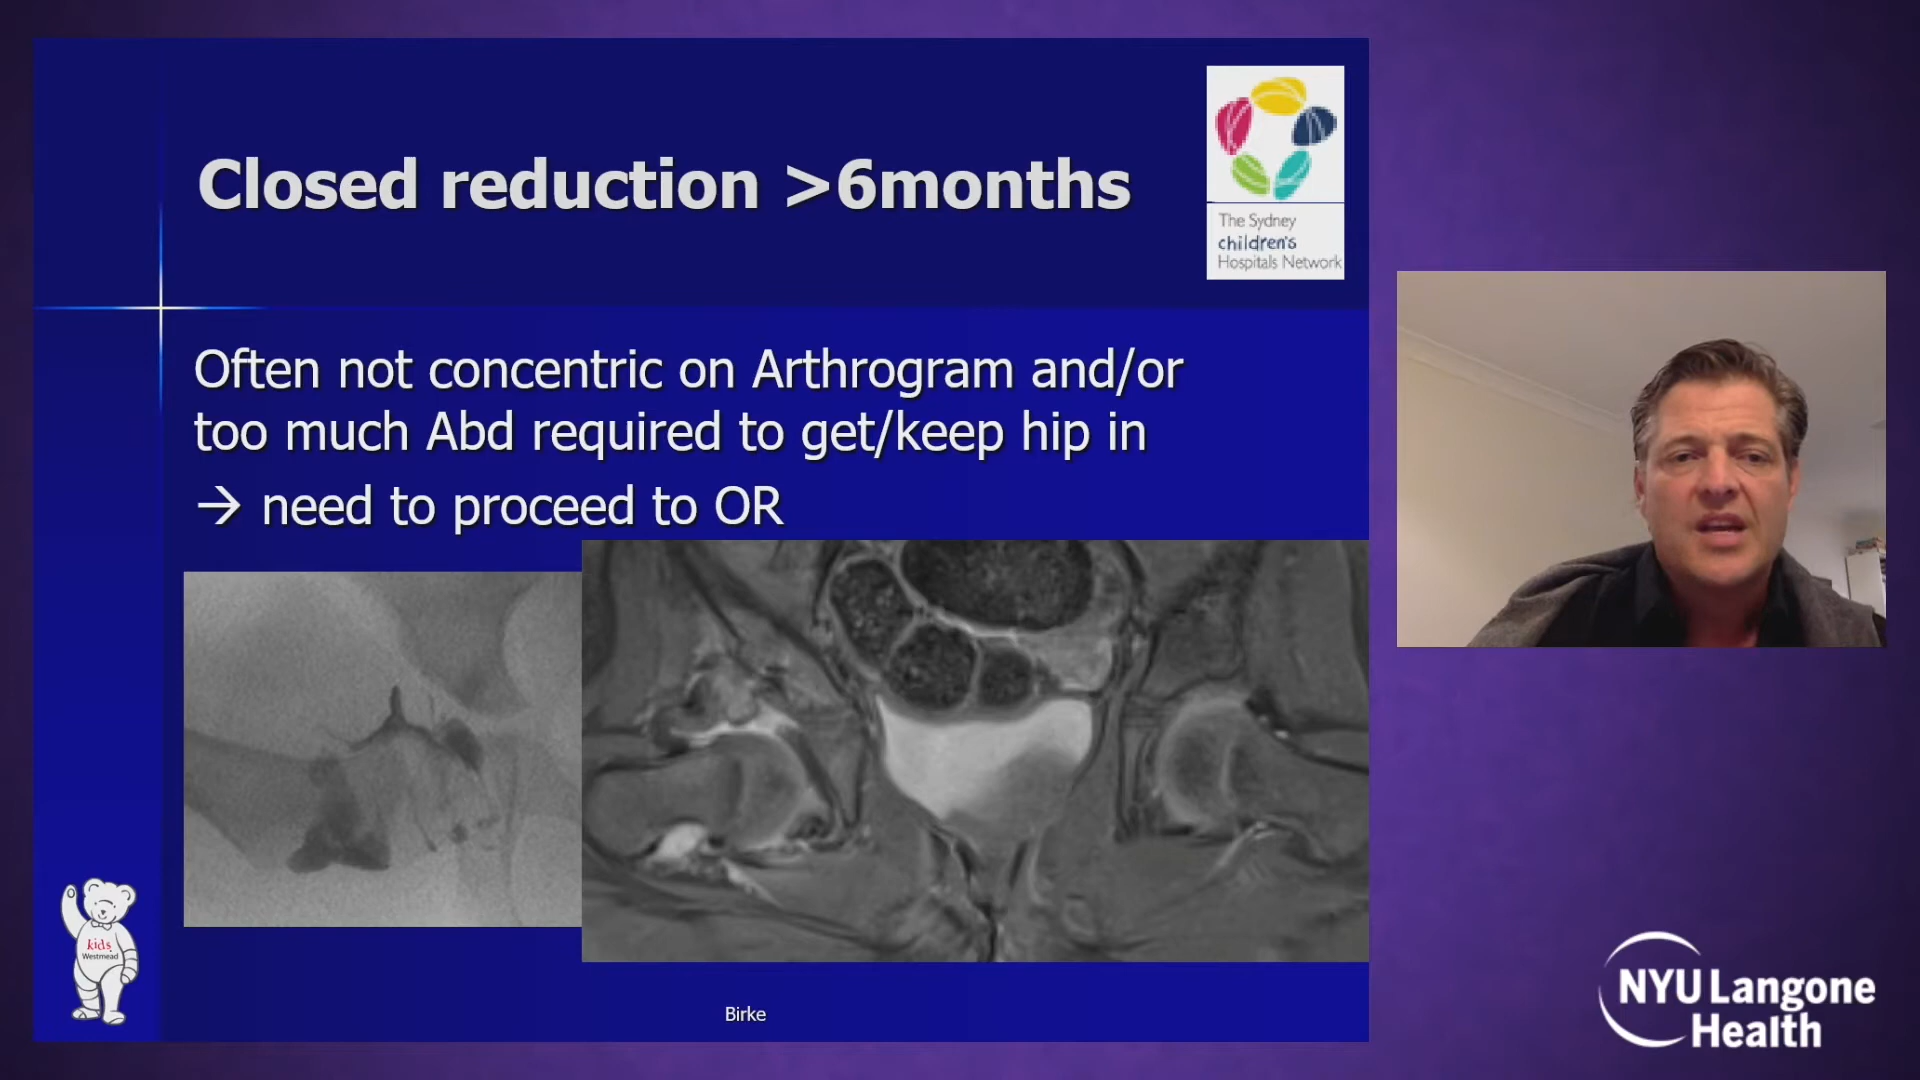 Closed reduction >6months
The Sydney
children's
Hospitals Network
Often not concentric on Arthrogram and/or
too much Abd required to get/keep hip in
→ need to proceed to OR
kids
Westmead
Birke
NYU Langone
Health